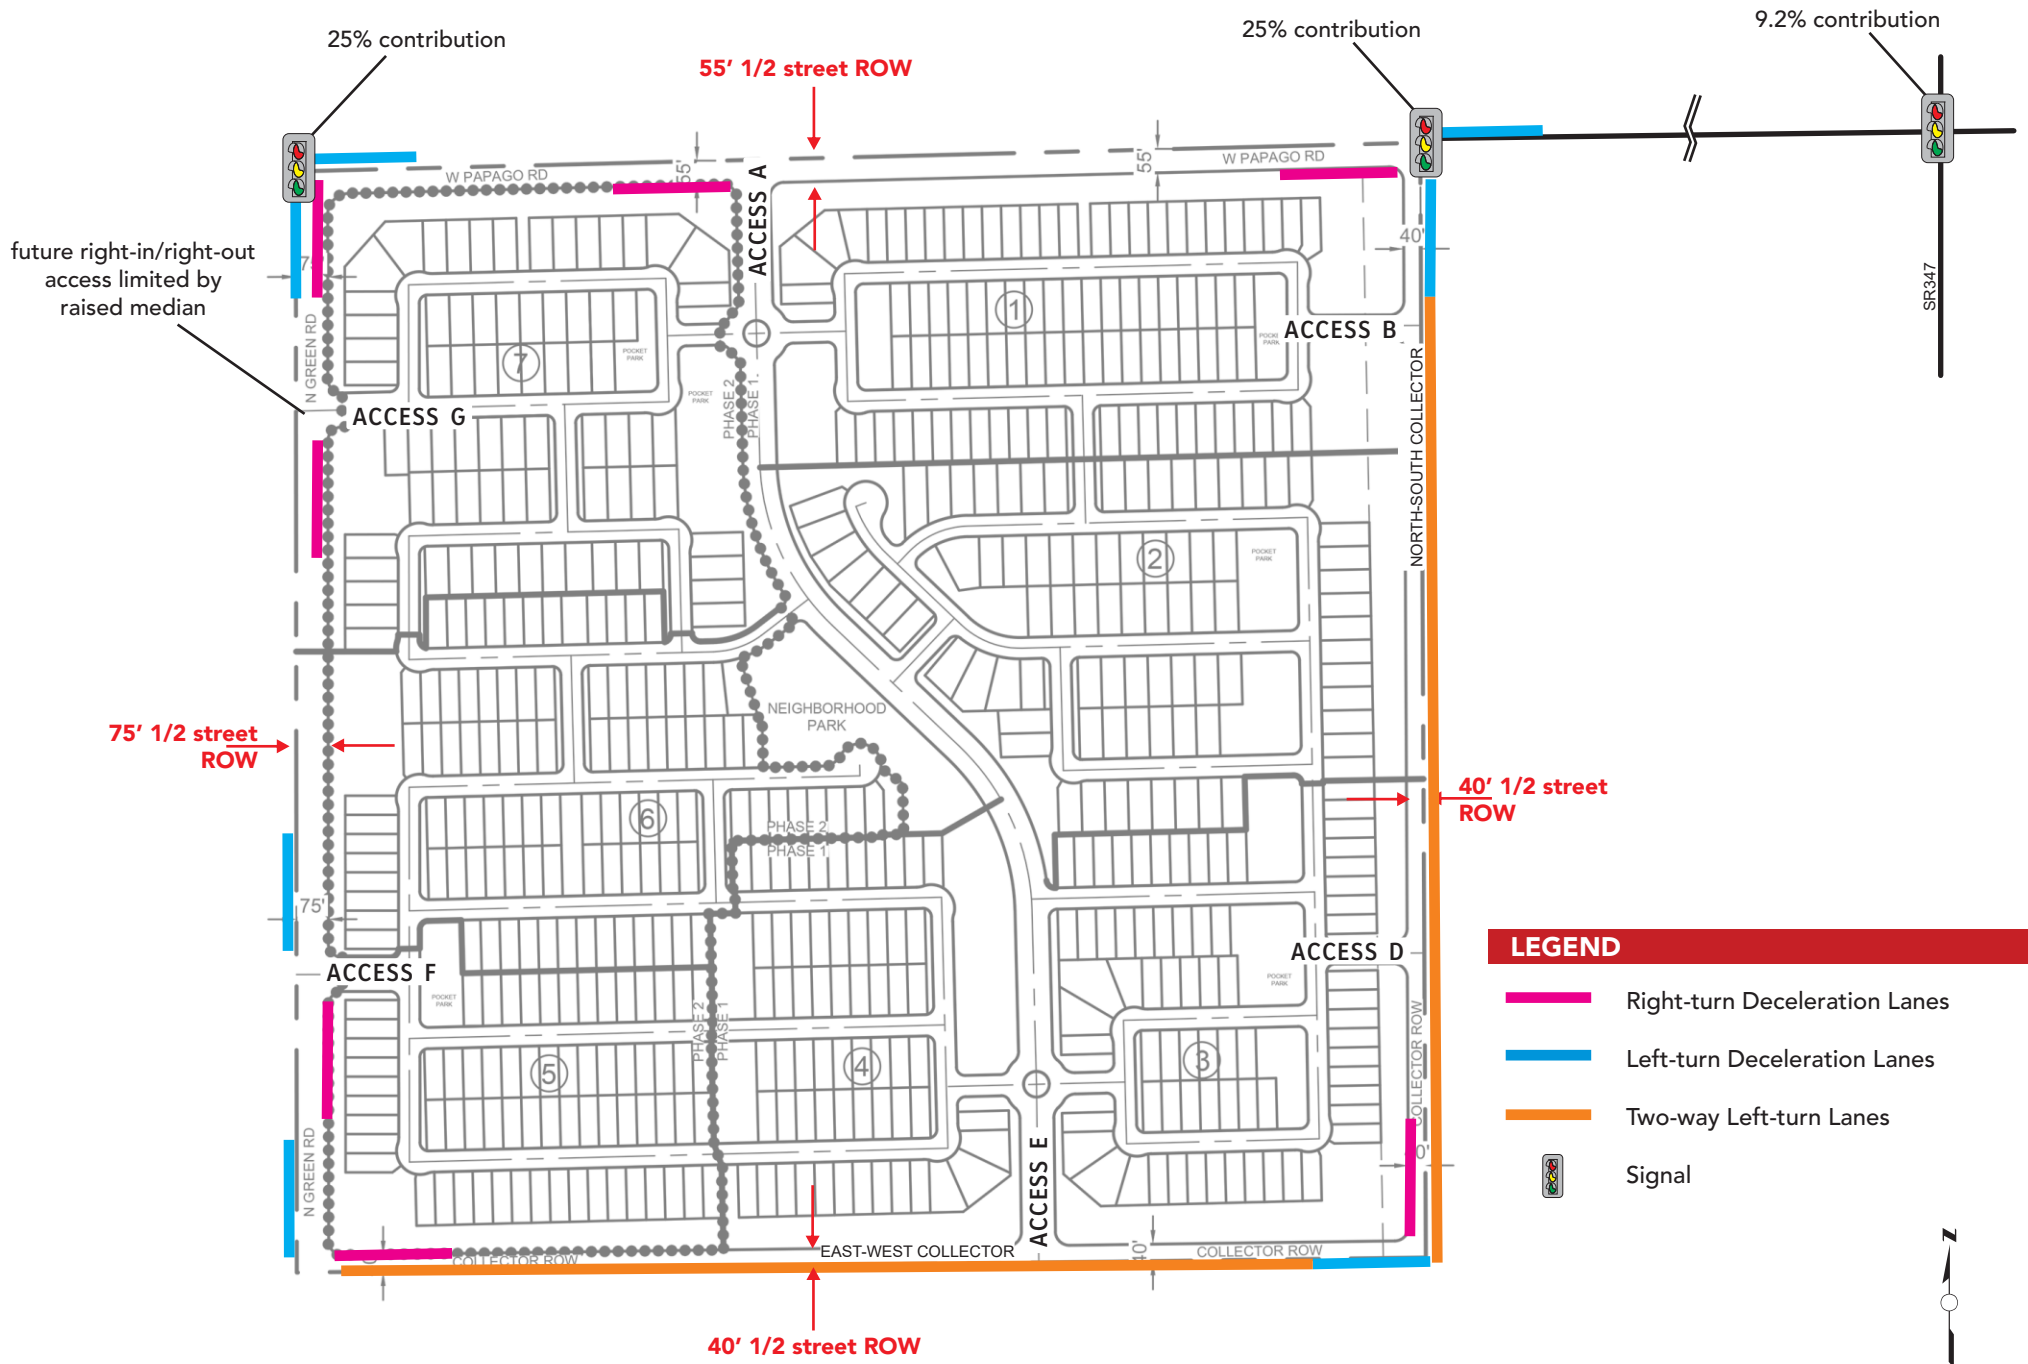 25% contribution
25% contribution
9.2% contribution
55' 1/2 street ROW
W PAPAGO RD
55'
ACCESS A
55'
W PAPAGO RD
40'
75'
future right-in/right-out
access limited by
raised median
N GREEN RD
SR347
1
POCKET
PARK
ACCESS B
7
POCKET
PARK
POCKET
PARK
PHASE 2
PHASE 1.
NORTH-SOUTH COLLECTOR
ACCESS G
2
POCKET
PARK
NEIGHBORHOOD
PARK
75' 1/2 street
ROW
40' 1/2 street
ROW
6
PHASE 2
PHASE 1
75'
ACCESS F
POCKET
PARK
ACCESS D
POCKET
PARK
PHASE 2
PHASE 1
COLLECTOR ROW
5
4
3
N GREEN RD
ACCESS E
EAST-WEST COLLECTOR
COLLECTOR ROW
40'
COLLECTOR ROW
40' 1/2 street ROW
LEGEND
Right-turn Deceleration Lanes
Left-turn Deceleration Lanes
Two-way Left-turn Lanes
Signal
N